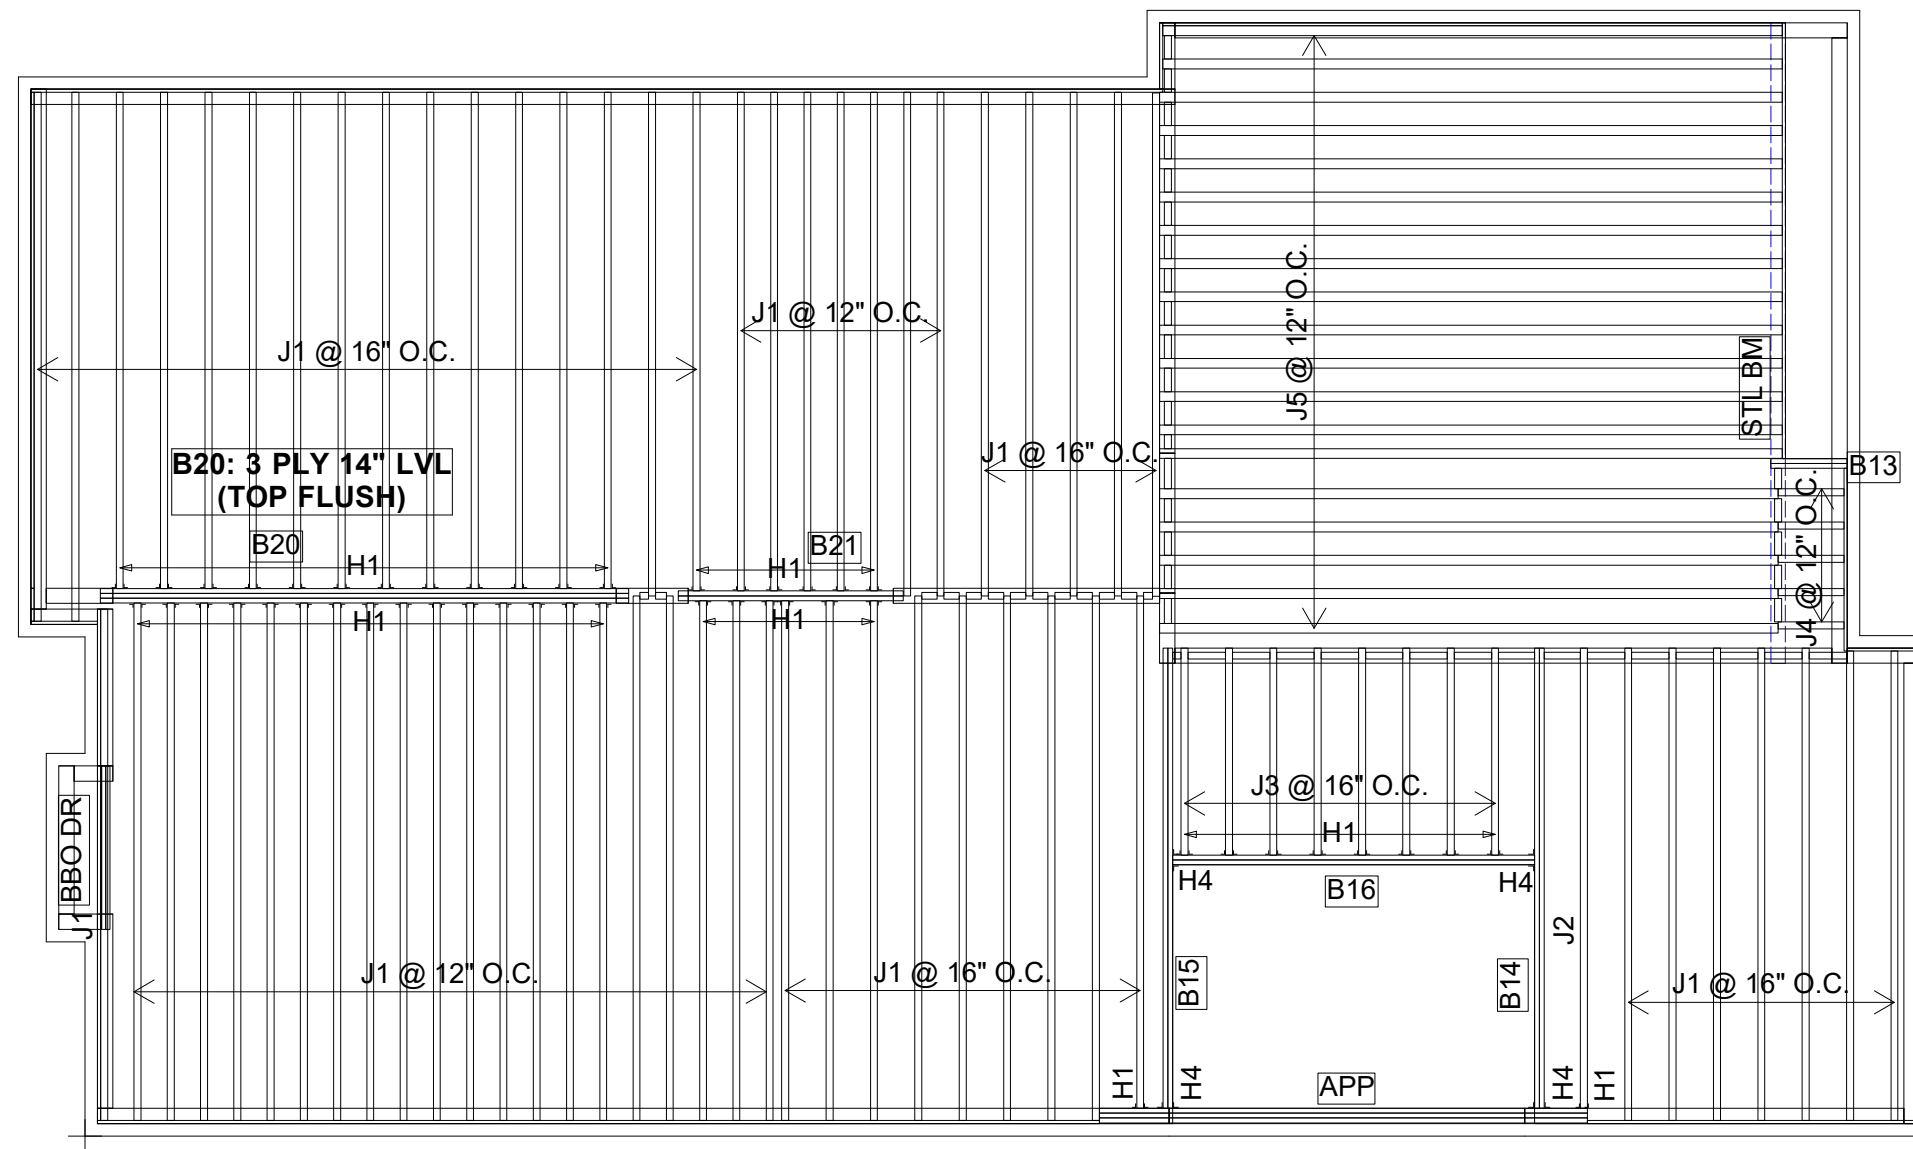 J1 @ 12" O.C.
J1 @ 16" O.C.
J5 @ 12" O.C.
STL BM
J1 @ 16" O.C.
B20: 3 PLY 14" LVL
(TOP FLUSH)
B13
J4 @ 12" O.C.
B20
H1
B21
H1
H1
H1
J3 @ 16" O.C.
H1
BBO DR
J1
H4
B16
H4
J2
J1 @ 12" O.C.
J1 @ 16" O.C.
B15
B14
J1 @ 16" O.C.
H1
H4
APP
H4
H1